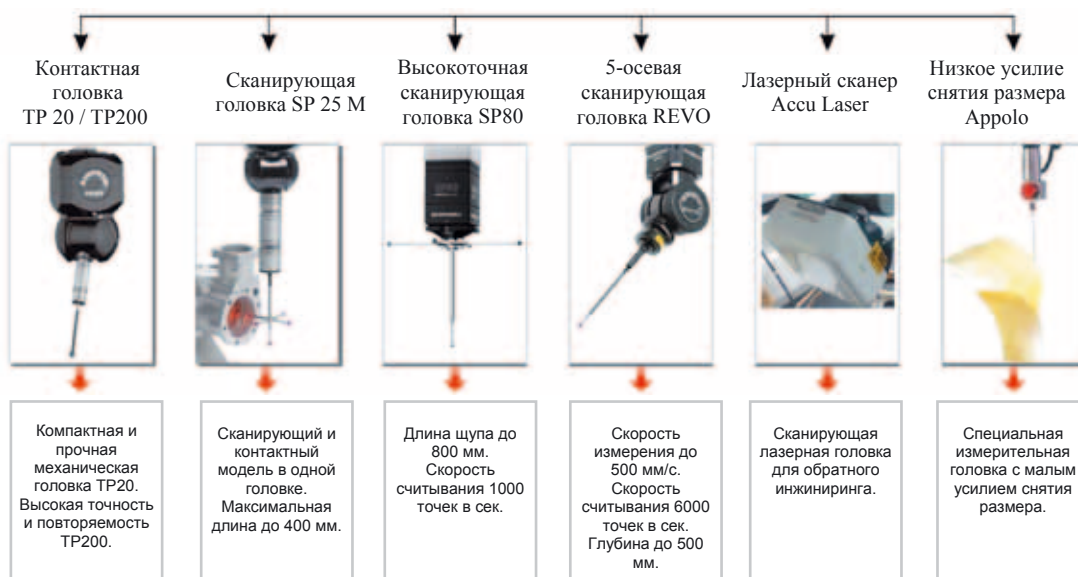 Контактная
головка
TP 20 / TP200
Сканирующая
головка SP 25 M
Высокоточная
сканирующая
головка SP80
5-осевая
сканирующая
головка REVO
Лазерный сканер
Accu Laser
Низкое усилие
снятия размера
Appolo
Компактная и
прочная
механическая
головка TP20.
Высокая точность
и повторяемость
TP200.
Сканирующий и
контактный
модель в одной
головке.
Максимальная
длина до 400 мм.
Длина щупа до
800 мм.
Скорость
считывания 1000
точек в сек.
Скорость
измерения до
500 мм/с.
Скорость
считывания 6000
точек в сек.
Глубина до 500
мм.
Сканирующая
лазерная головка
для обратного
инжиниринга.
Специальная
измерительная
головка с малым
усилием снятия
размера.